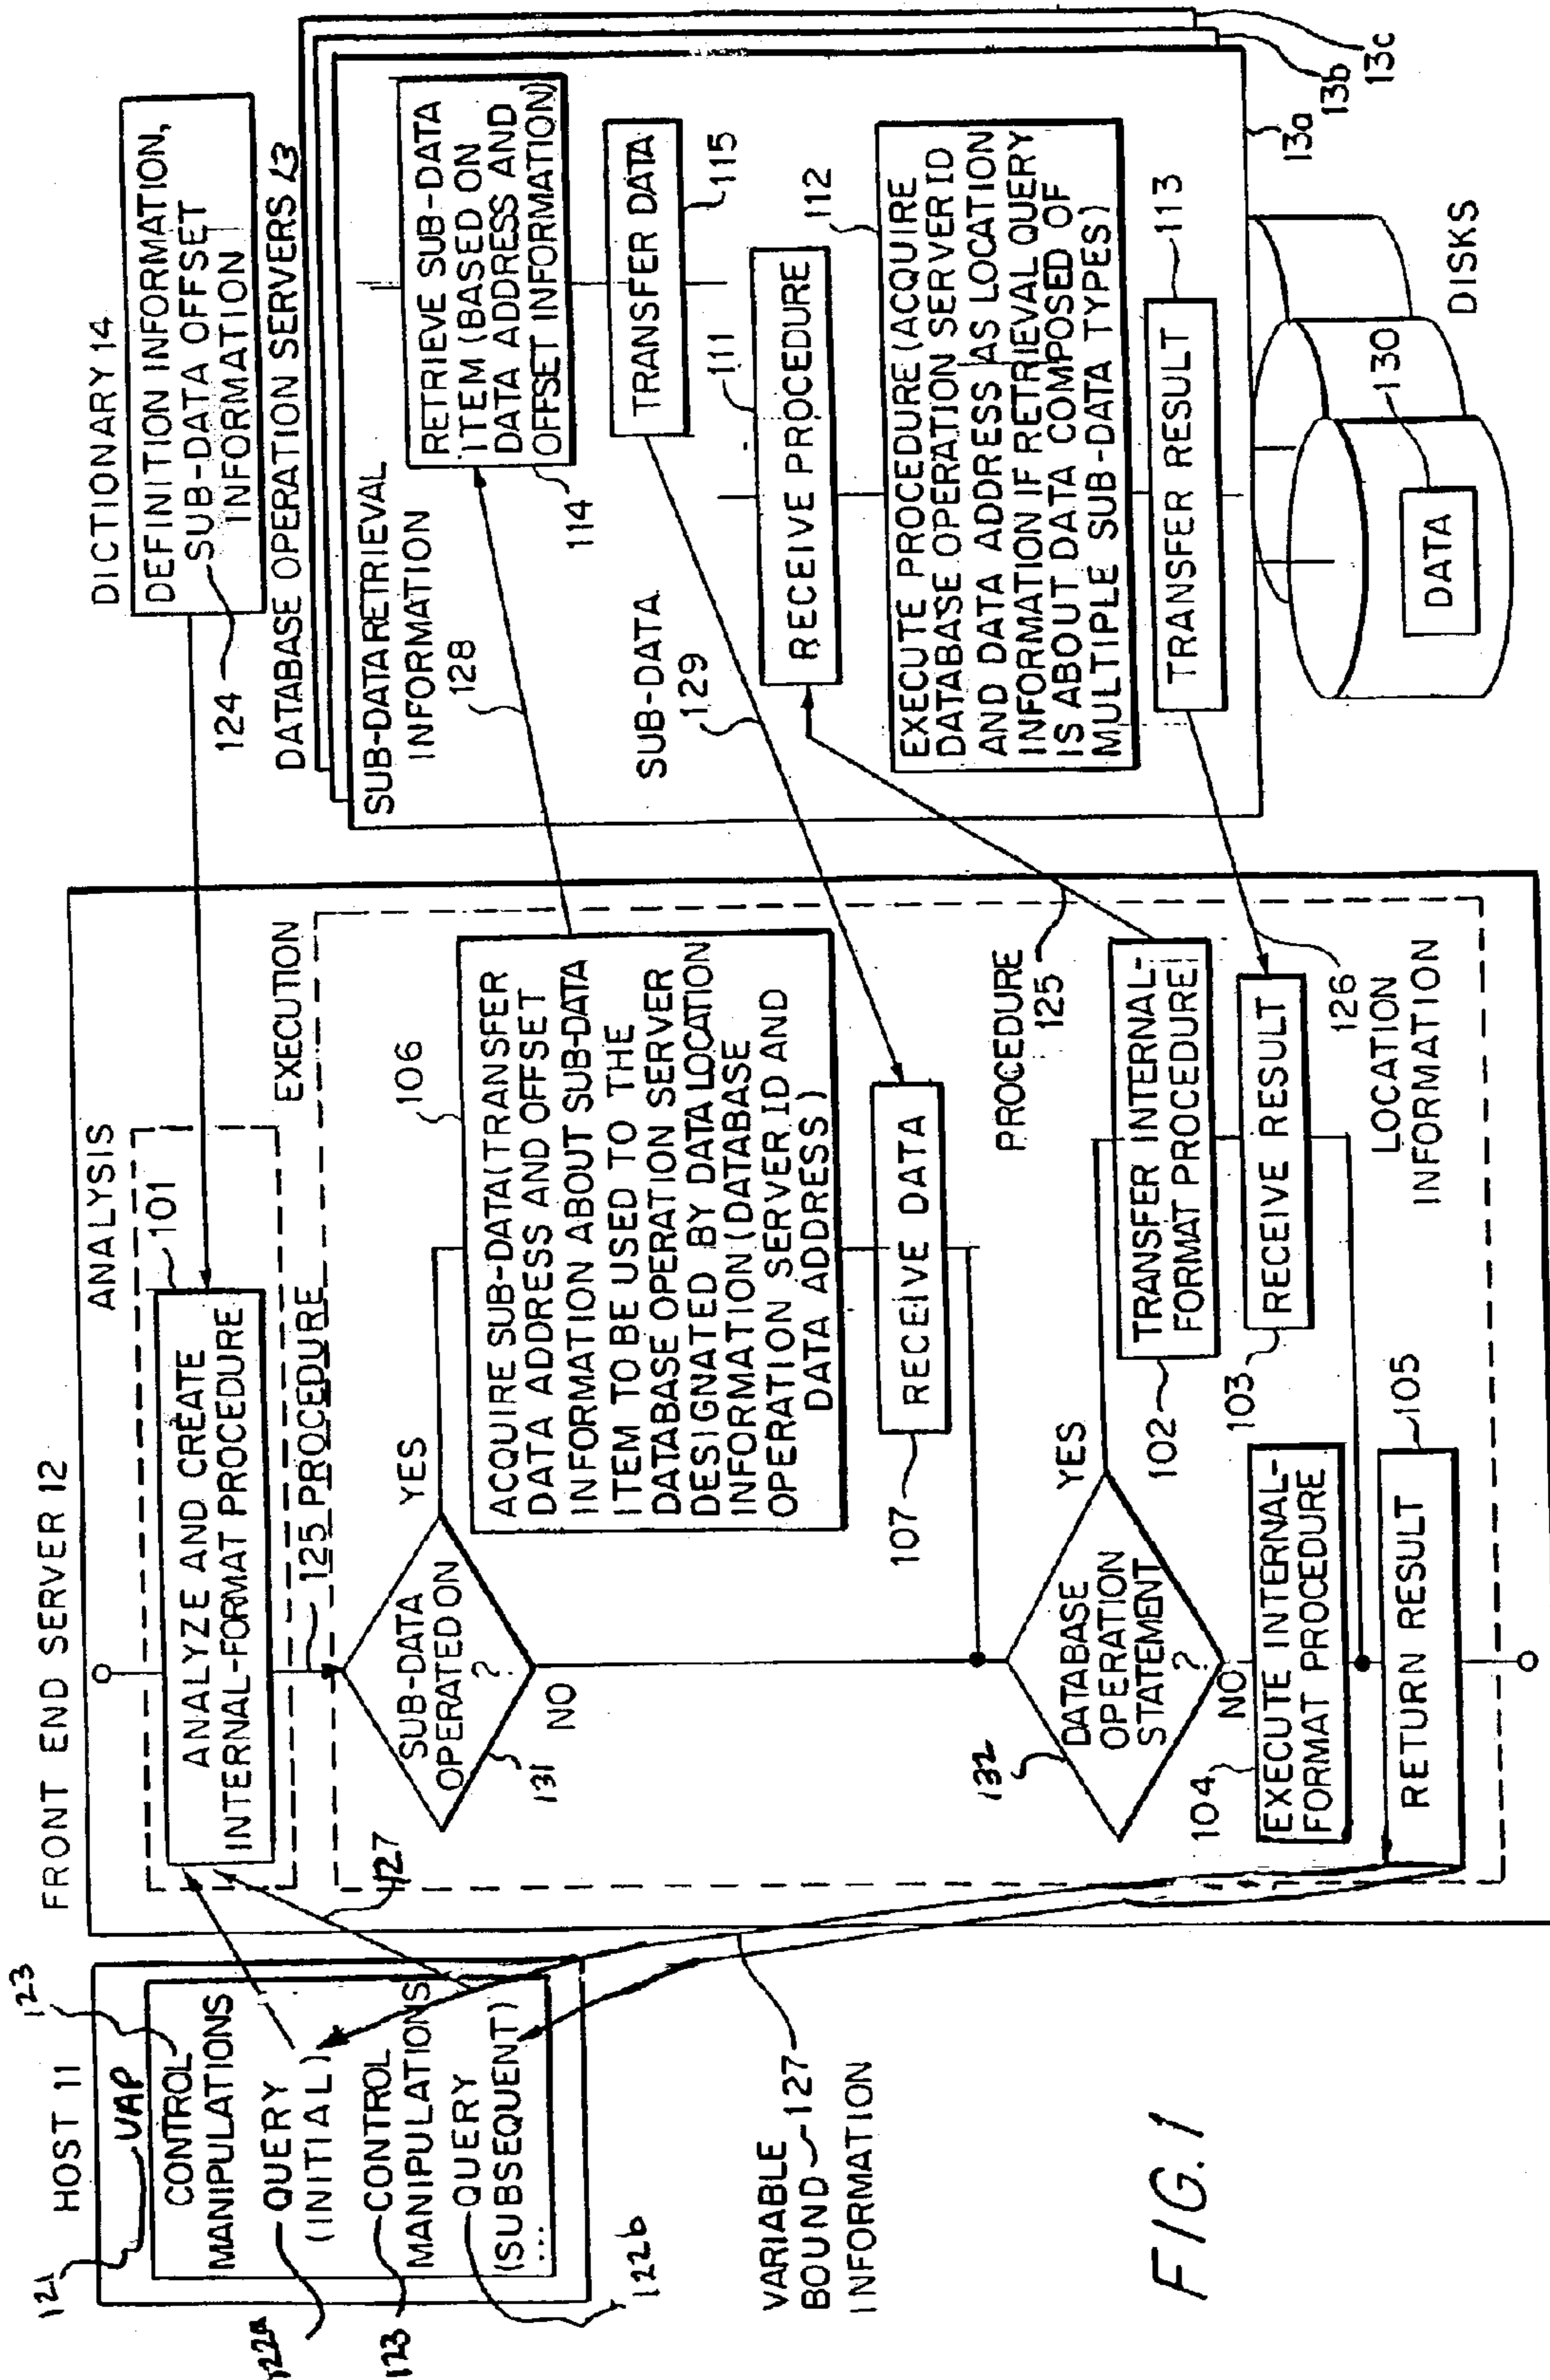 HOST 11
121
UAP
123
CONTROL
MANIPULATIONS
QUERY
(INITIAL)
122a
CONTROL
MANIPULATIONS
123
QUERY
(SUBSEQUENT)
...
122b
VARIABLE
BOUND 127
INFORMATION
FIG. 1
FRONT END SERVER 12
ANALYSIS
101
ANALYZE AND CREATE
INTERNAL-FORMAT PROCEDURE
127
125 PROCEDURE
EXECUTION
SUB-DATA
OPERATED ON
?
131
YES
NO
106
ACQUIRE SUB-DATA (TRANSFER
DATA ADDRESS AND OFFSET
INFORMATION ABOUT SUB-DATA
ITEM TO BE USED TO THE
DATABASE OPERATION SERVER
DESIGNATED BY DATA LOCATION
INFORMATION (DATABASE
OPERATION SERVER ID AND
DATA ADDRESS)
107
RECEIVE DATA
DATABASE
OPERATION
STATEMENT
?
132
YES
NO
PROCEDURE
125
TRANSFER INTERNAL-
FORMAT PROCEDURE
102
RECEIVE RESULT
103
126
LOCATION
INFORMATION
104
EXECUTE INTERNAL-
FORMAT PROCEDURE
RETURN RESULT
105
DICTIONARY 14
DEFINITION INFORMATION,
SUB-DATA OFFSET
INFORMATION
124
DATABASE OPERATION SERVERS 13
SUB-DATA RETRIEVAL
INFORMATION
128
RETRIEVE SUB-DATA
ITEM (BASED ON
DATA ADDRESS AND
OFFSET INFORMATION)
114
TRANSFER DATA
115
SUB-DATA
129
111
RECEIVE PROCEDURE
112
EXECUTE PROCEDURE (ACQUIRE
DATABASE OPERATION SERVER ID
AND DATA ADDRESS AS LOCATION
INFORMATION IF RETRIEVAL QUERY
IS ABOUT DATA COMPOSED OF
MULTIPLE SUB-DATA TYPES)
TRANSFER RESULT
113
13a
13b
13c
DATA
130
DISKS